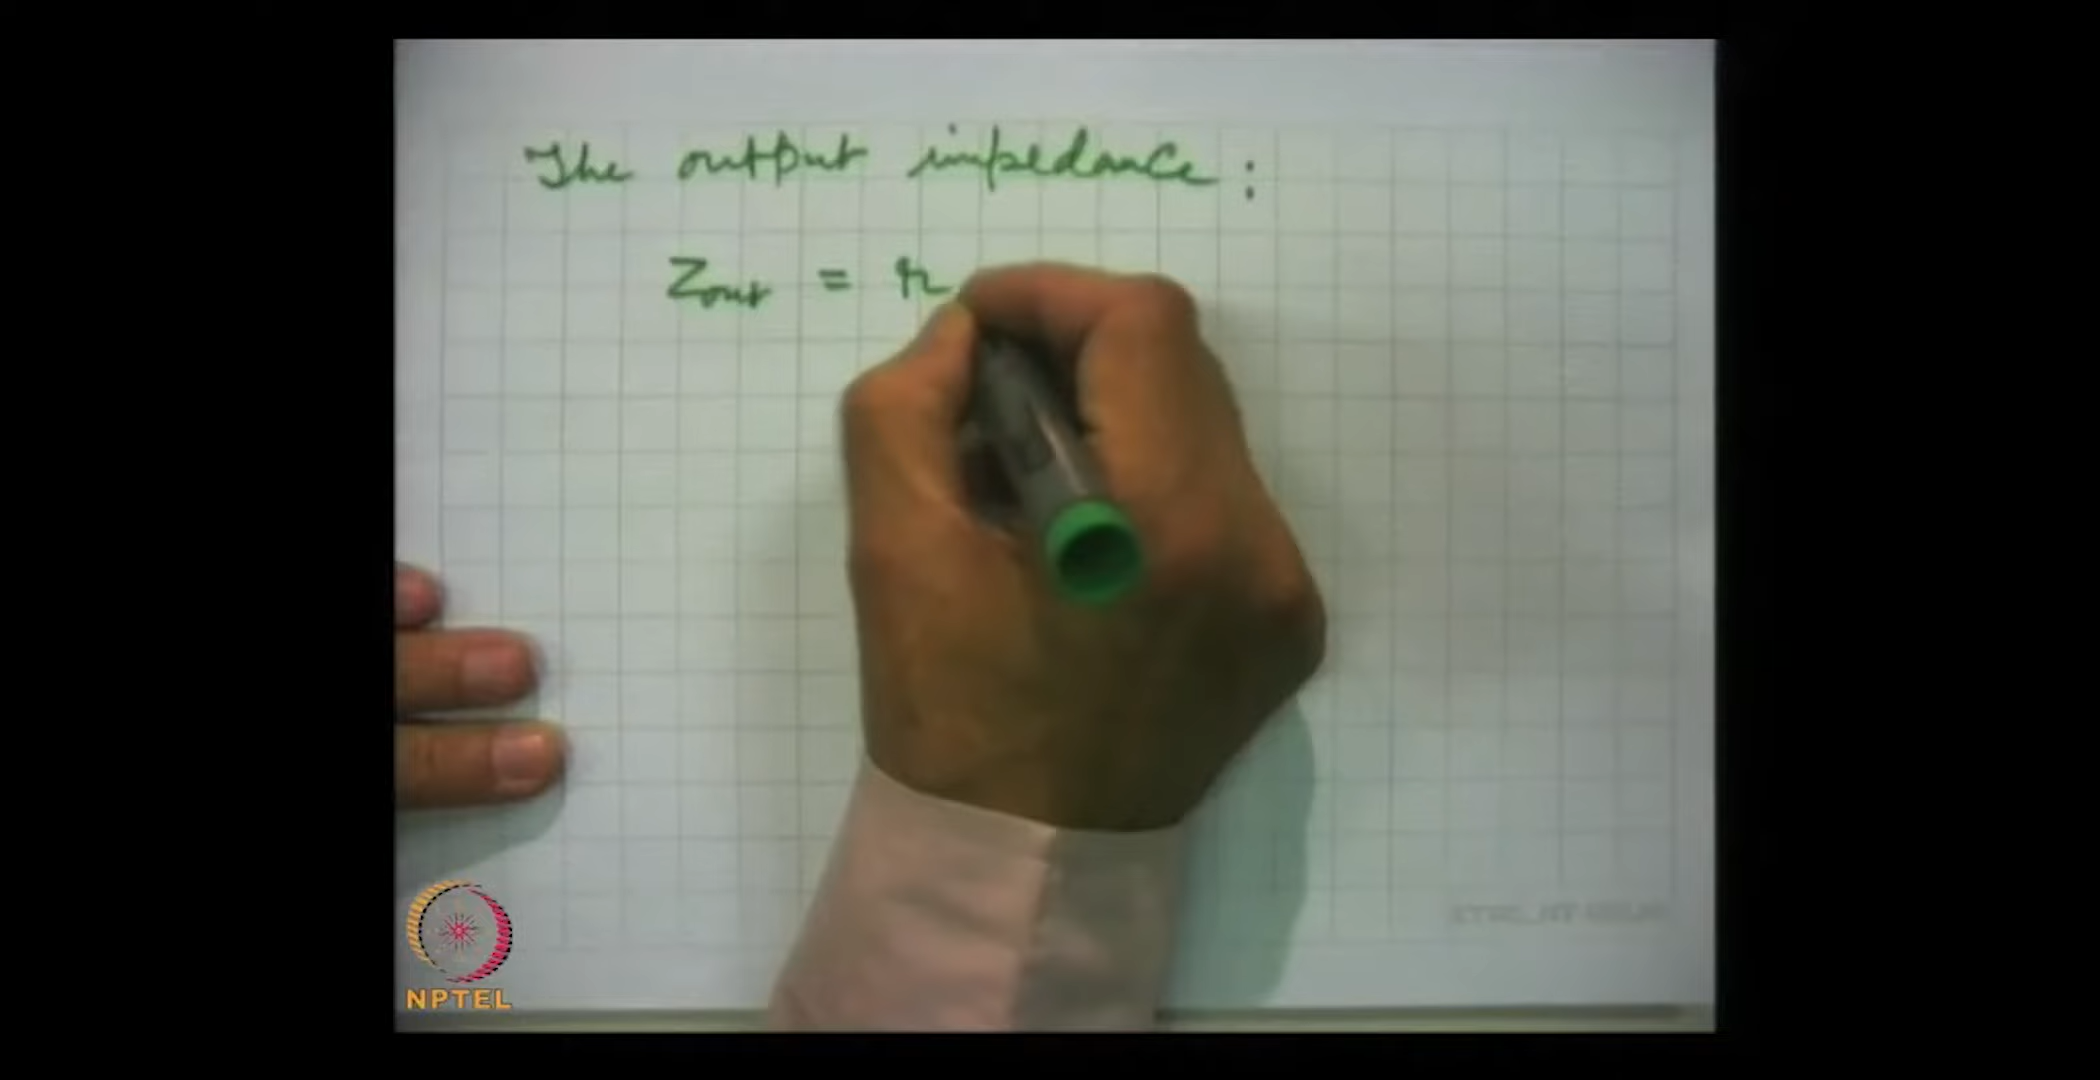 The output impedance :
Zout = r
NPTEL